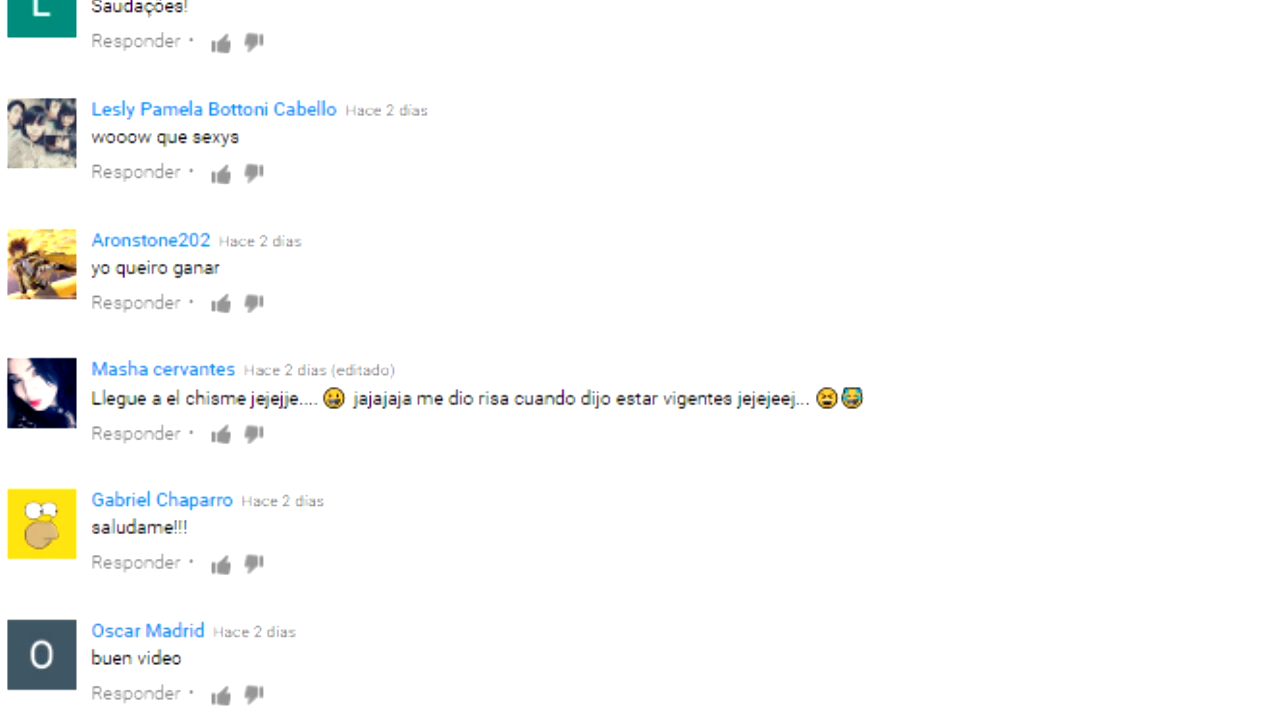 L
Saudações!
Responder •
Lesly Pamela Bottoni Cabello Hace 2 días
wooow que sexys
Responder •
Aronstone202 Hace 2 días
yo queiro ganar
Responder •
Masha cervantes Hace 2 días (editado)
Llegue a el chisme jejejje.... 😀 jajajaja me dio risa cuando dijo estar vigentes jejejeej... 😫😂
Responder •
Gabriel Chaparro Hace 2 días
saludame!!!
Responder •
O
Oscar Madrid Hace 2 días
buen video
Responder •